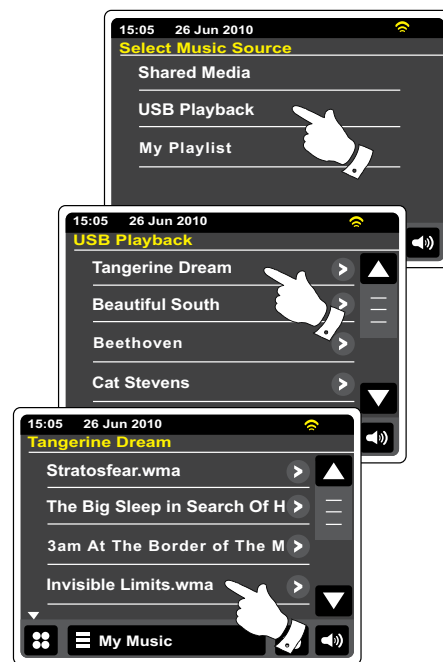 15:05 26 Jun 2010
Select Music Source
Shared Media
USB Playback
My Playlist
15:05 26 Jun 2010
USB Playback
Tangerine Dream
Beautiful South
Beethoven
Cat Stevens
15:05 26 Jun 2010
Tangerine Dream
Stratosfear.wma
The Big Sleep in Search Of H
3am At The Border of The M
Invisible Limits.wma
My Music